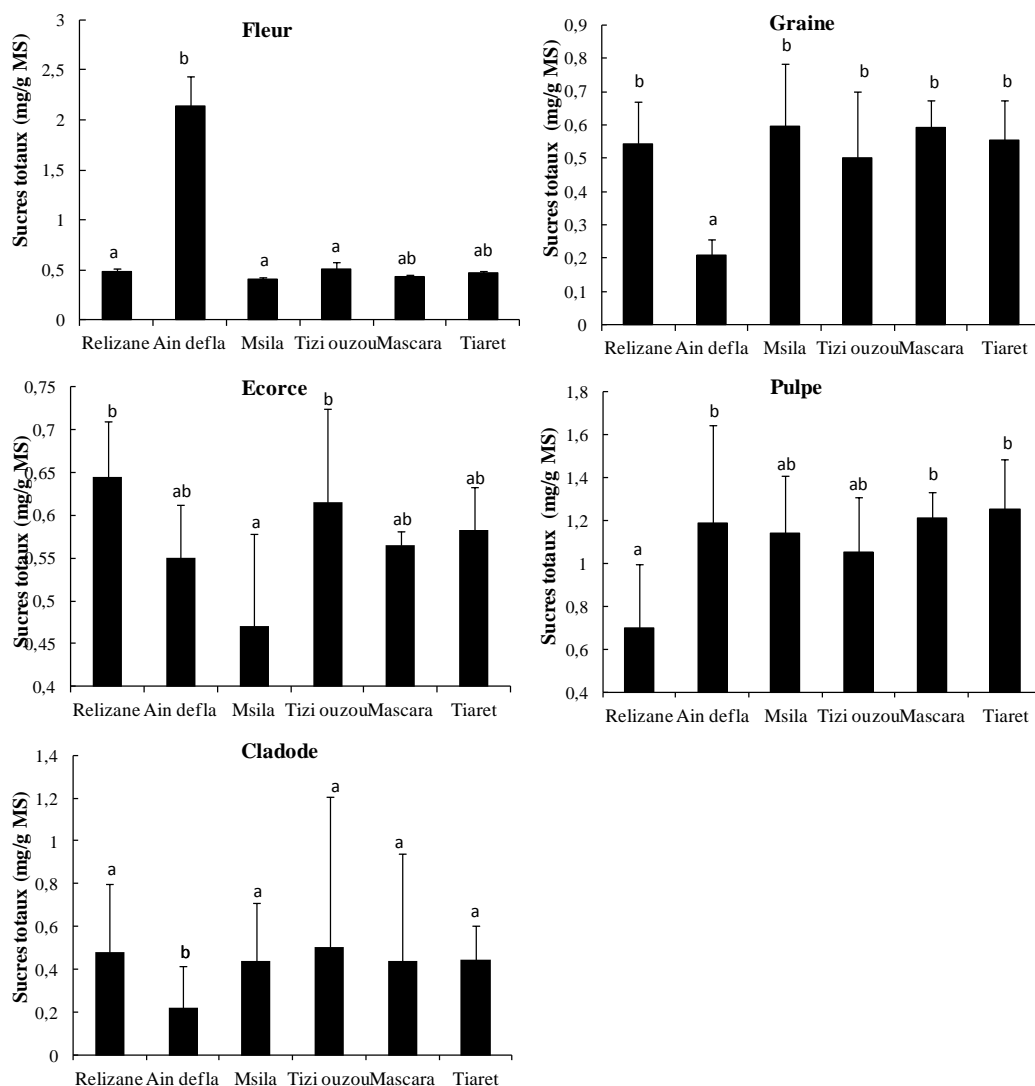 Fleur
Sucres totaux (mg/g MS)
3
2,5
2
1,5
1
0,5
0
a
b
a
a
ab
ab
Relizane Ain defla Msila Tizi ouzou Mascara Tiaret
Graine
Sucres totaux (mg/g MS)
0,9
0,8
0,7
0,6
0,5
0,4
0,3
0,2
0,1
0
b
a
b
b
b
b
Relizane Ain defla Msila Tizi ouzou Mascara Tiaret
Ecorce
Sucres totaux (mg/g MS)
0,75
0,7
0,65
0,6
0,55
0,5
0,45
0,4
b
ab
a
b
ab
ab
Relizane Ain defla Msila Tizi ouzou Mascara Tiaret
Pulpe
Sucres totaux (mg/g MS)
1,8
1,6
1,4
1,2
1
0,8
0,6
0,4
a
b
ab
ab
b
b
Relizane Ain defla Msila Tizi ouzou Mascara Tiaret
Cladode
Sucres totaux (mg/g MS)
1,4
1,2
1
0,8
0,6
0,4
0,2
0
a
b
a
a
a
a
Relizane Ain defla Msila Tizi ouzou Mascara Tiaret